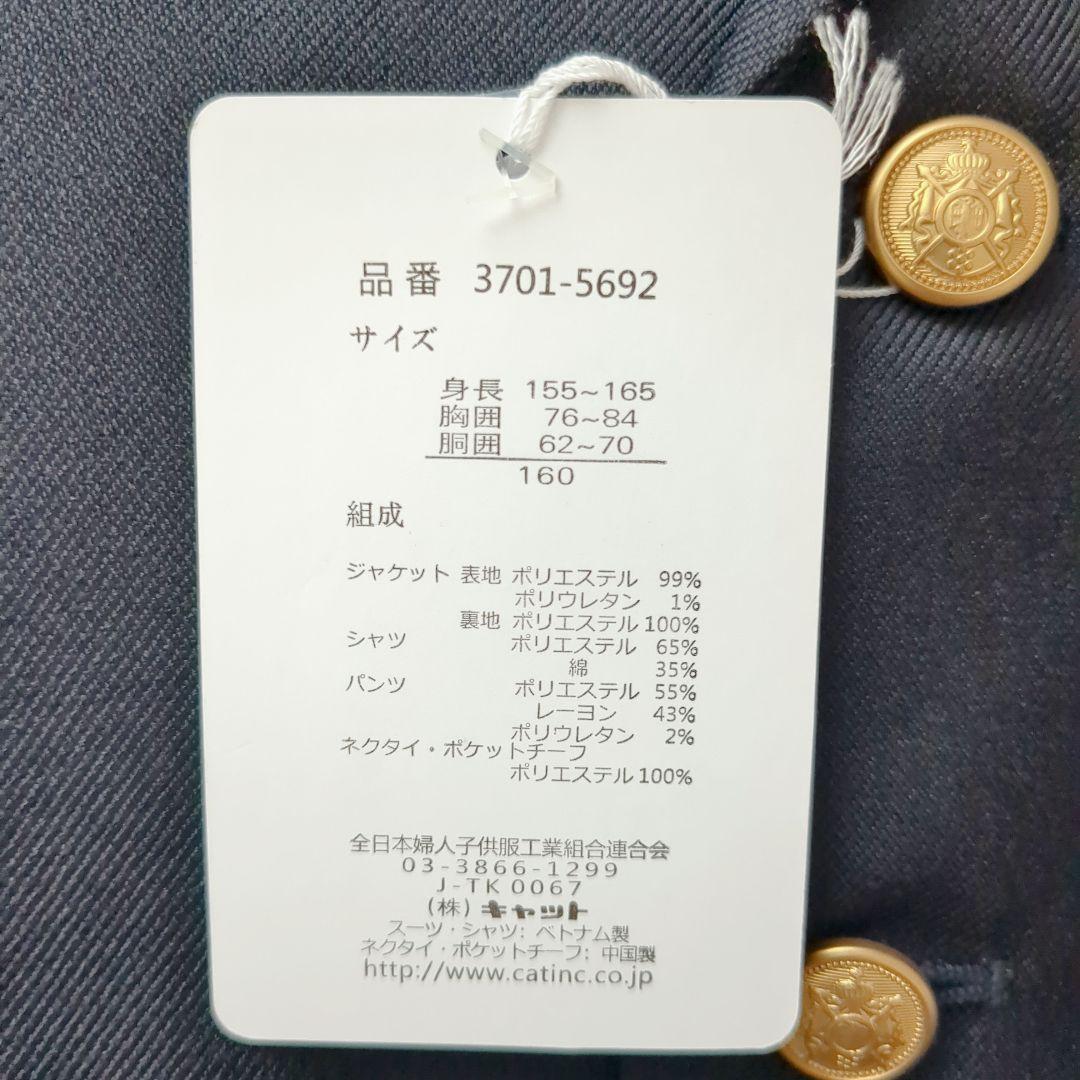 品番 3701-5692
サイズ
身長 155~165
胸囲 76~84
胴囲 62~70
160
組成
ジャケット 表地 ポリエステル 99%
ポリウレタン 1%
裏地 ポリエステル 100%
シャツ ポリエステル 65%
綿 35%
パンツ ポリエステル 55%
レーヨン 43%
ポリウレタン 2%
ネクタイ・ポケットチーフ
ポリエステル 100%
全日本婦人子供服工業組合連合会
03-3866-1299
J-TK 0067
(株) キャット
スーツ・シャツ: ベトナム製
ネクタイ・ポケットチーフ: 中国製
http://www.catinc.co.jp